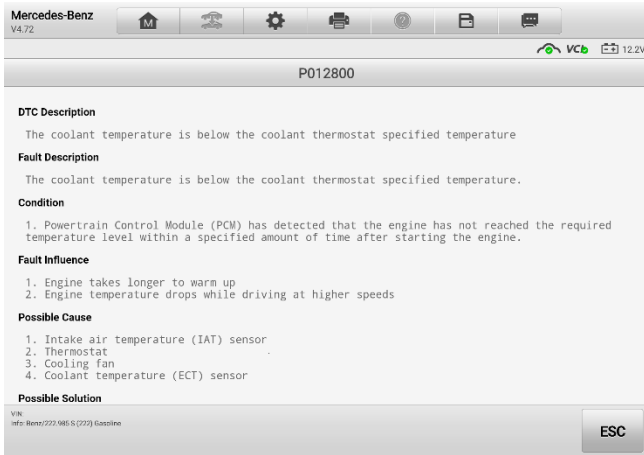 Mercedes-Benz
V4.72
M
VCb 12.2V
P012800
DTC Description
The coolant temperature is below the coolant thermostat specified temperature
Fault Description
The coolant temperature is below the coolant thermostat specified temperature.
Condition
1. Powertrain Control Module (PCM) has detected that the engine has not reached the required
temperature level within a specified amount of time after starting the engine.
Fault Influence
1. Engine takes longer to warm up
2. Engine temperature drops while driving at higher speeds
Possible Cause
1. Intake air temperature (IAT) sensor
2. Thermostat
3. Cooling fan
4. Coolant temperature (ECT) sensor
Possible Solution
VIN:
Info: Benz/222.985 S (222) Gasoline
ESC